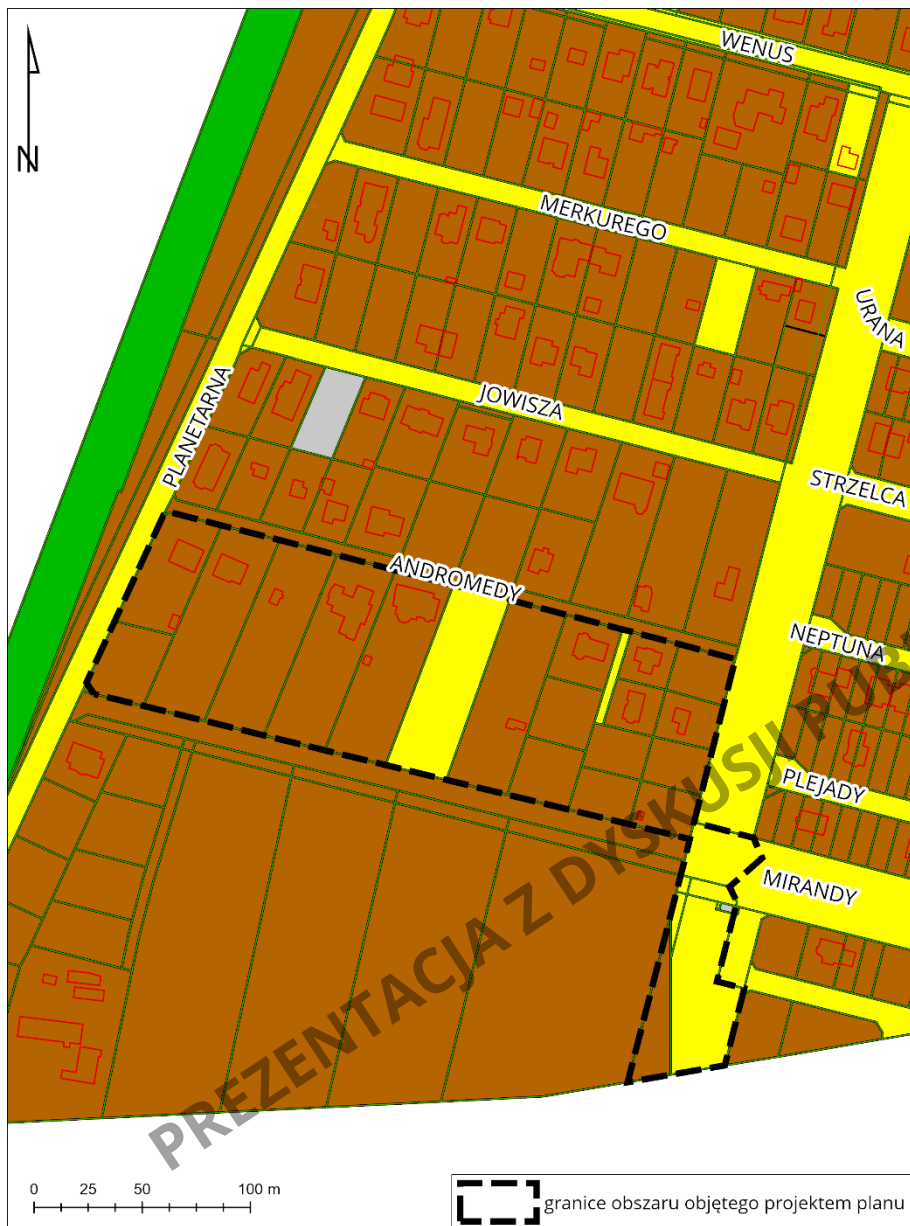 WENUS
MERKUREGO
URANA
JOWISZA
PLANETARNA
STRZELCA
ANDROMEDY
NEPTUNA
PLEJADY
MIRANDY
PREZENTACJA Z DYSKUSJI PUB
N
0 25 50 100 m
granice obszaru objętego projektem planu